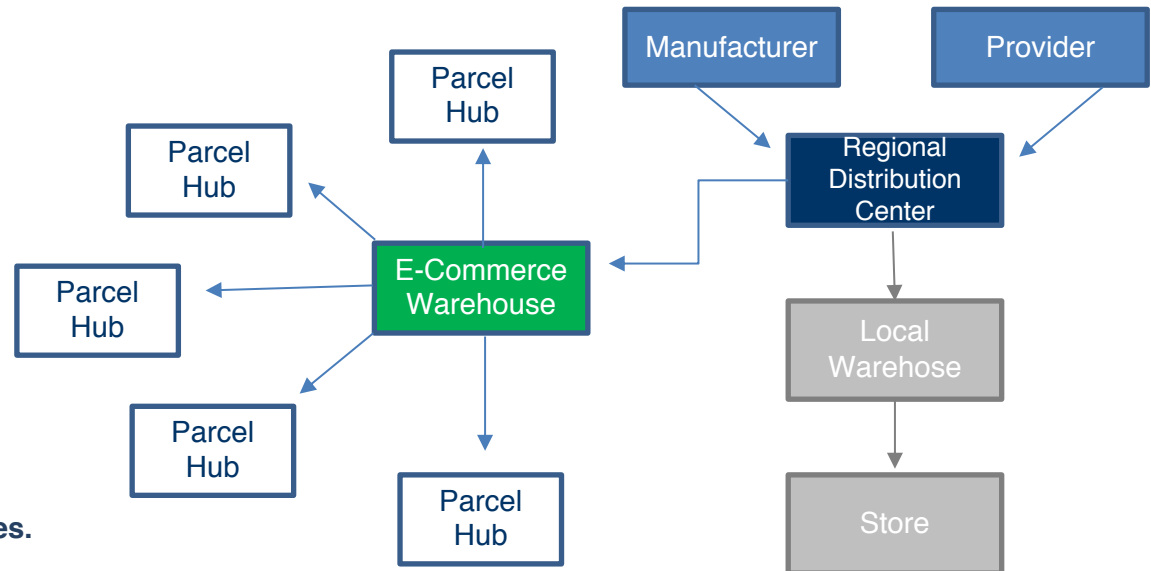 Manufacturer
Provider
Parcel
Hub
Parcel
Hub
Regional
Distribution
Center
E-Commerce
Warehouse
Parcel
Hub
Local
Warehose
Parcel
Hub
Parcel
Hub
Store
es.